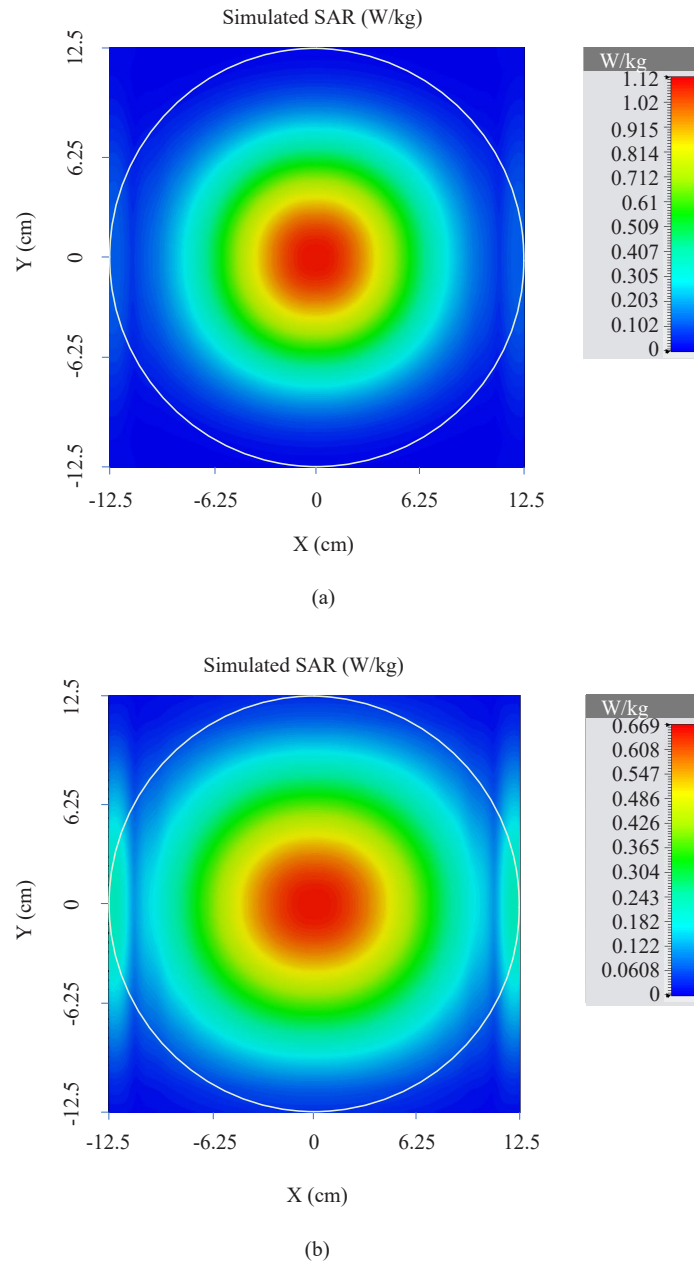 Simulated SAR (W/kg)
12.5
6.25
0
-6.25
-12.5
Y (cm)
-12.5 -6.25 0 6.25 12.5
X (cm)
W/kg
1.12
1.02
0.915
0.814
0.712
0.61
0.509
0.407
0.305
0.203
0.102
0
(a)
Simulated SAR (W/kg)
12.5
6.25
0
-6.25
-12.5
Y (cm)
-12.5 -6.25 0 6.25 12.5
X (cm)
W/kg
0.669
0.608
0.547
0.486
0.426
0.365
0.304
0.243
0.182
0.122
0.0608
0
(b)